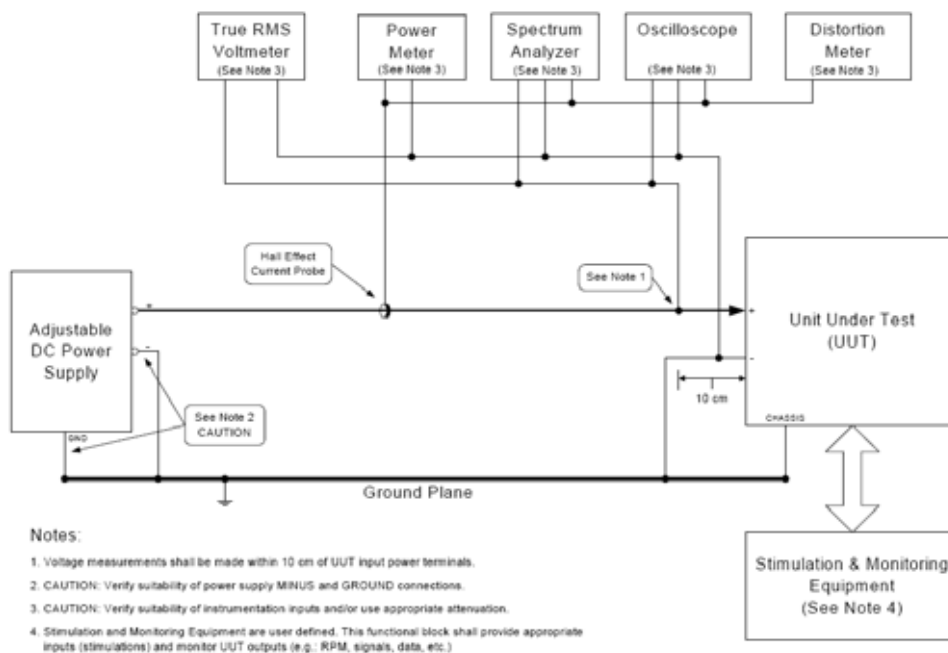 True RMS
Voltmeter
(See Note 3)
Power
Meter
(See Note 3)
Spectrum
Analyzer
(See Note 3)
Oscilloscope
(See Note 3)
Distortion
Meter
(See Note 3)
Hall Effect
Current Probe
See Note 1
Adjustable
DC Power
Supply
+
-
GND
See Note 2
CAUTION
+
-
Unit Under Test
(UUT)
10 cm
CHASSIS
Ground Plane
Stimulation & Monitoring
Equipment
(See Note 4)
Notes:
1. Voltage measurements shall be made within 10 cm of UUT input power terminals.
2. CAUTION: Verify suitability of power supply MINUS and GROUND connections.
3. CAUTION: Verify suitability of instrumentation inputs and/or use appropriate attenuation.
4. Stimulation and Monitoring Equipment are user defined. This functional block shall provide appropriate
inputs (stimulations) and monitor UUT outputs (e.g.: RPM, signals, data, etc.)